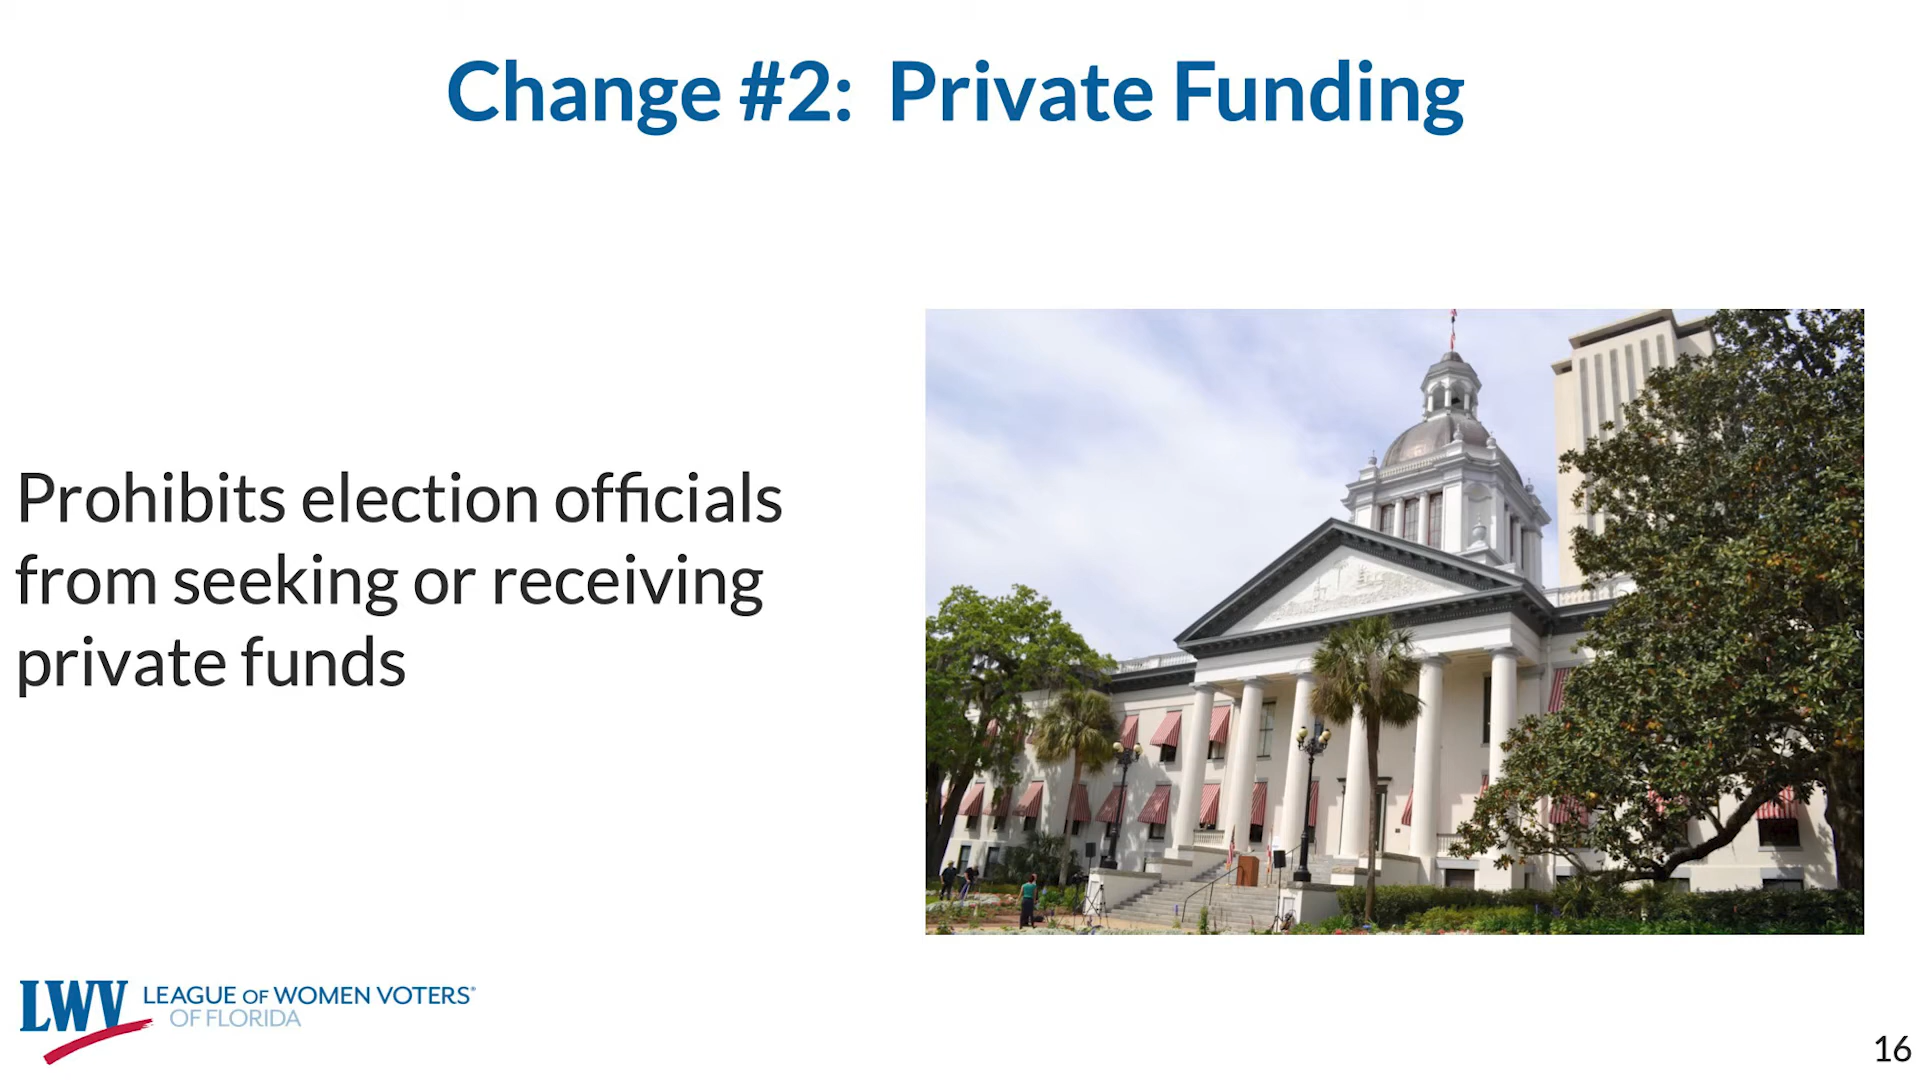 Change #2: Private Funding
Prohibits election officials
from seeking or receiving
private funds
LWV LEAGUE OF WOMEN VOTERS®
OF FLORIDA
16